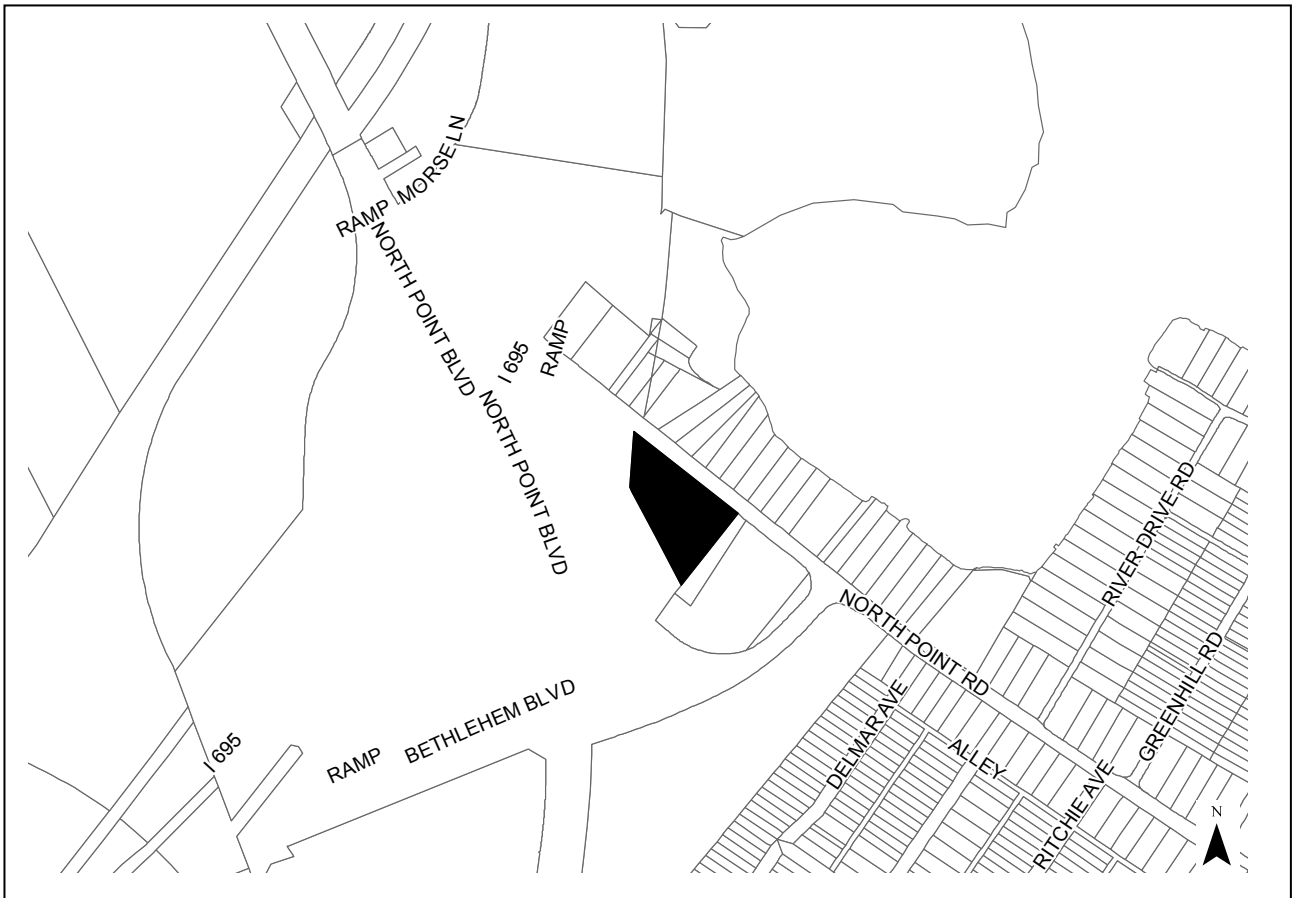 MORSE LN
RAMP
NORTH POINT BLVD
I 695
RAMP
NORTH POINT BLVD
RIVER DRIVE RD
NORTH POINT RD
GREENHILL RD
DELMAR AVE
BETHLEHEM BLVD
RAMP
I 695
ALLEY
RITCHIE AVE
N